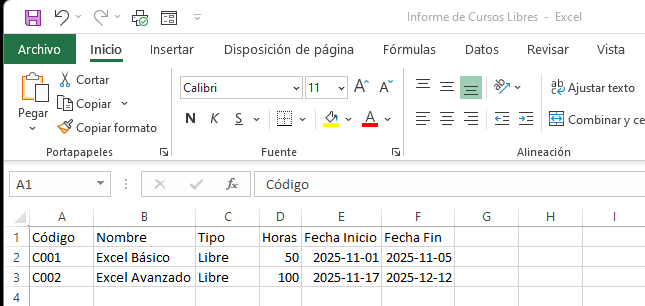 Informe de Cursos Libres - Excel
Archivo Inicio Insertar Disposición de página Fórmulas Datos Revisar Vista
Pegar
Cortar
Copiar
Copiar formato
Portapapeles
Calibri 11 A A
N K S A
Fuente
ab Ajustar texto
Combinar y ce
Alineación
A1 fx Código
A B C D E F G H I
1 Código Nombre Tipo Horas Fecha Inicio Fecha Fin
2 C001 Excel Básico Libre 50 2025-11-01 2025-11-05
3 C002 Excel Avanzado Libre 100 2025-11-17 2025-12-12
4